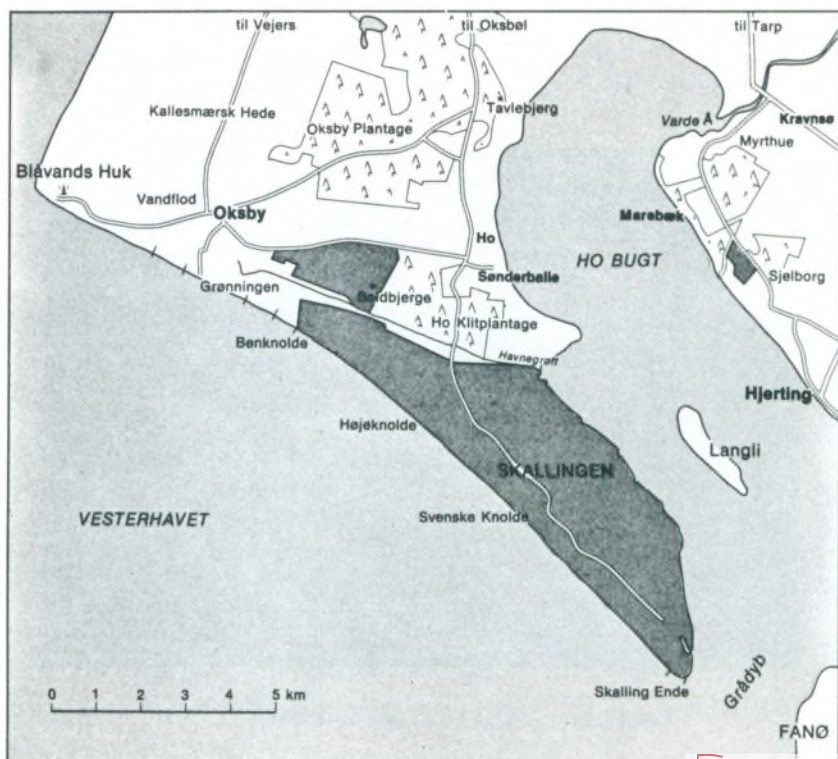 til Vejers
til Oksbøl
til Tarp
Kallesmærsk Hede
Tavlebjerg
Oksby Plantage
Varde Å
Kravnsø
Myrthue
Blåvands Huk
Vandflod
Oksby
Marebæk
Ho
HO BUGT
Sønderballe
Sjelborg
Grønningen
Boldbjerge
Ho Klitplantage
Benknolde
Havnegrøft
Hjerting
Højeknolde
Langli
SKALLINGEN
VESTERHAVET
Svenske Knolde
Skalling Ende
Grådyb
FANØ
0 1 2 3 4 5 km